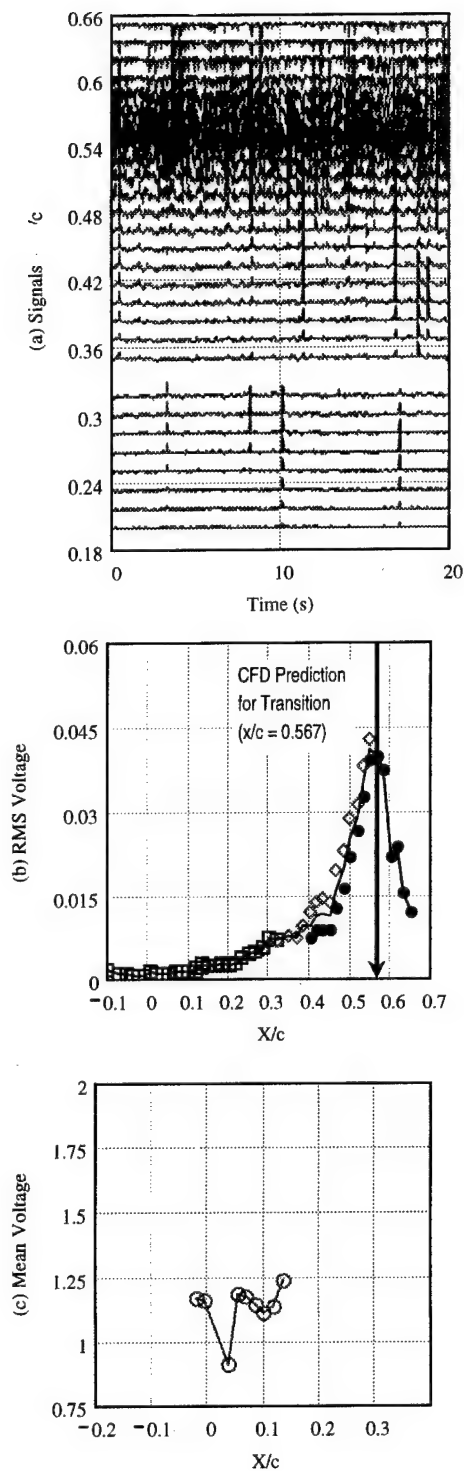 0.66
0.6
0.54
0.48
0.42
0.36
0.3
0.24
0.18
(a) Signals 'c
0 10 20
Time (s)
0.06
0.045
0.03
0.015
0
(b) RMS Voltage
CFD Prediction
for Transition
(x/c = 0.567)
−0.1 0 0.1 0.2 0.3 0.4 0.5 0.6 0.7
X/c
2
1.75
1.5
1.25
1
0.75
(c) Mean Voltage
−0.2 −0.1 0 0.1 0.2 0.3
X/c